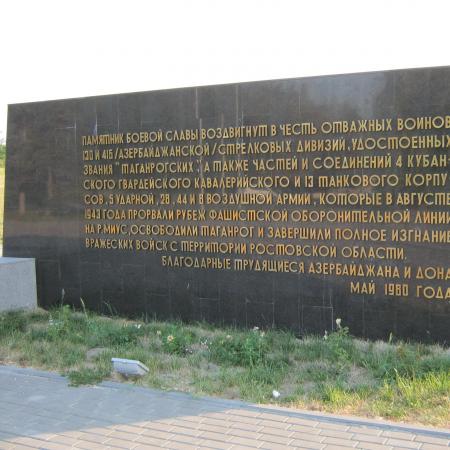 ПАМЯТНИК БОЕВОЙ СЛАВЫ ВОЗДВИГНУТ В ЧЕСТЬ ОТВАЖНЫХ ВОИНОВ
130 И 416 /АЗЕРБАЙДЖАНСКОЙ/ СТРЕЛКОВЫХ ДИВИЗИЙ, УДОСТОЕННЫХ
ЗВАНИЯ "ТАГАНРОГСКИХ", А ТАКЖЕ ЧАСТЕЙ И СОЕДИНЕНИЙ 4 КУБАН-
СКОГО ГВАРДЕЙСКОГО КАВАЛЕРИЙСКОГО И 13 ТАНКОВОГО КОРПУ-
СОВ, 5 УДАРНОЙ, 28, 44 И 8 ВОЗДУШНОЙ АРМИЙ, КОТОРЫЕ В АВГУСТЕ
1943 ГОДА ПРОРВАЛИ РУБЕЖ ФАШИСТСКОЙ ОБОРОНИТЕЛЬНОЙ ЛИНИИ
НА Р. МИУС, ОСВОБОДИЛИ ТАГАНРОГ И ЗАВЕРШИЛИ ПОЛНОЕ ИЗГНАНИЕ
ВРАЖЕСКИХ ВОЙСК С ТЕРРИТОРИИ РОСТОВСКОЙ ОБЛАСТИ.
БЛАГОДАРНЫЕ ТРУДЯЩИЕСЯ АЗЕРБАЙДЖАНА И ДОНА
МАЙ 1980 ГОДА